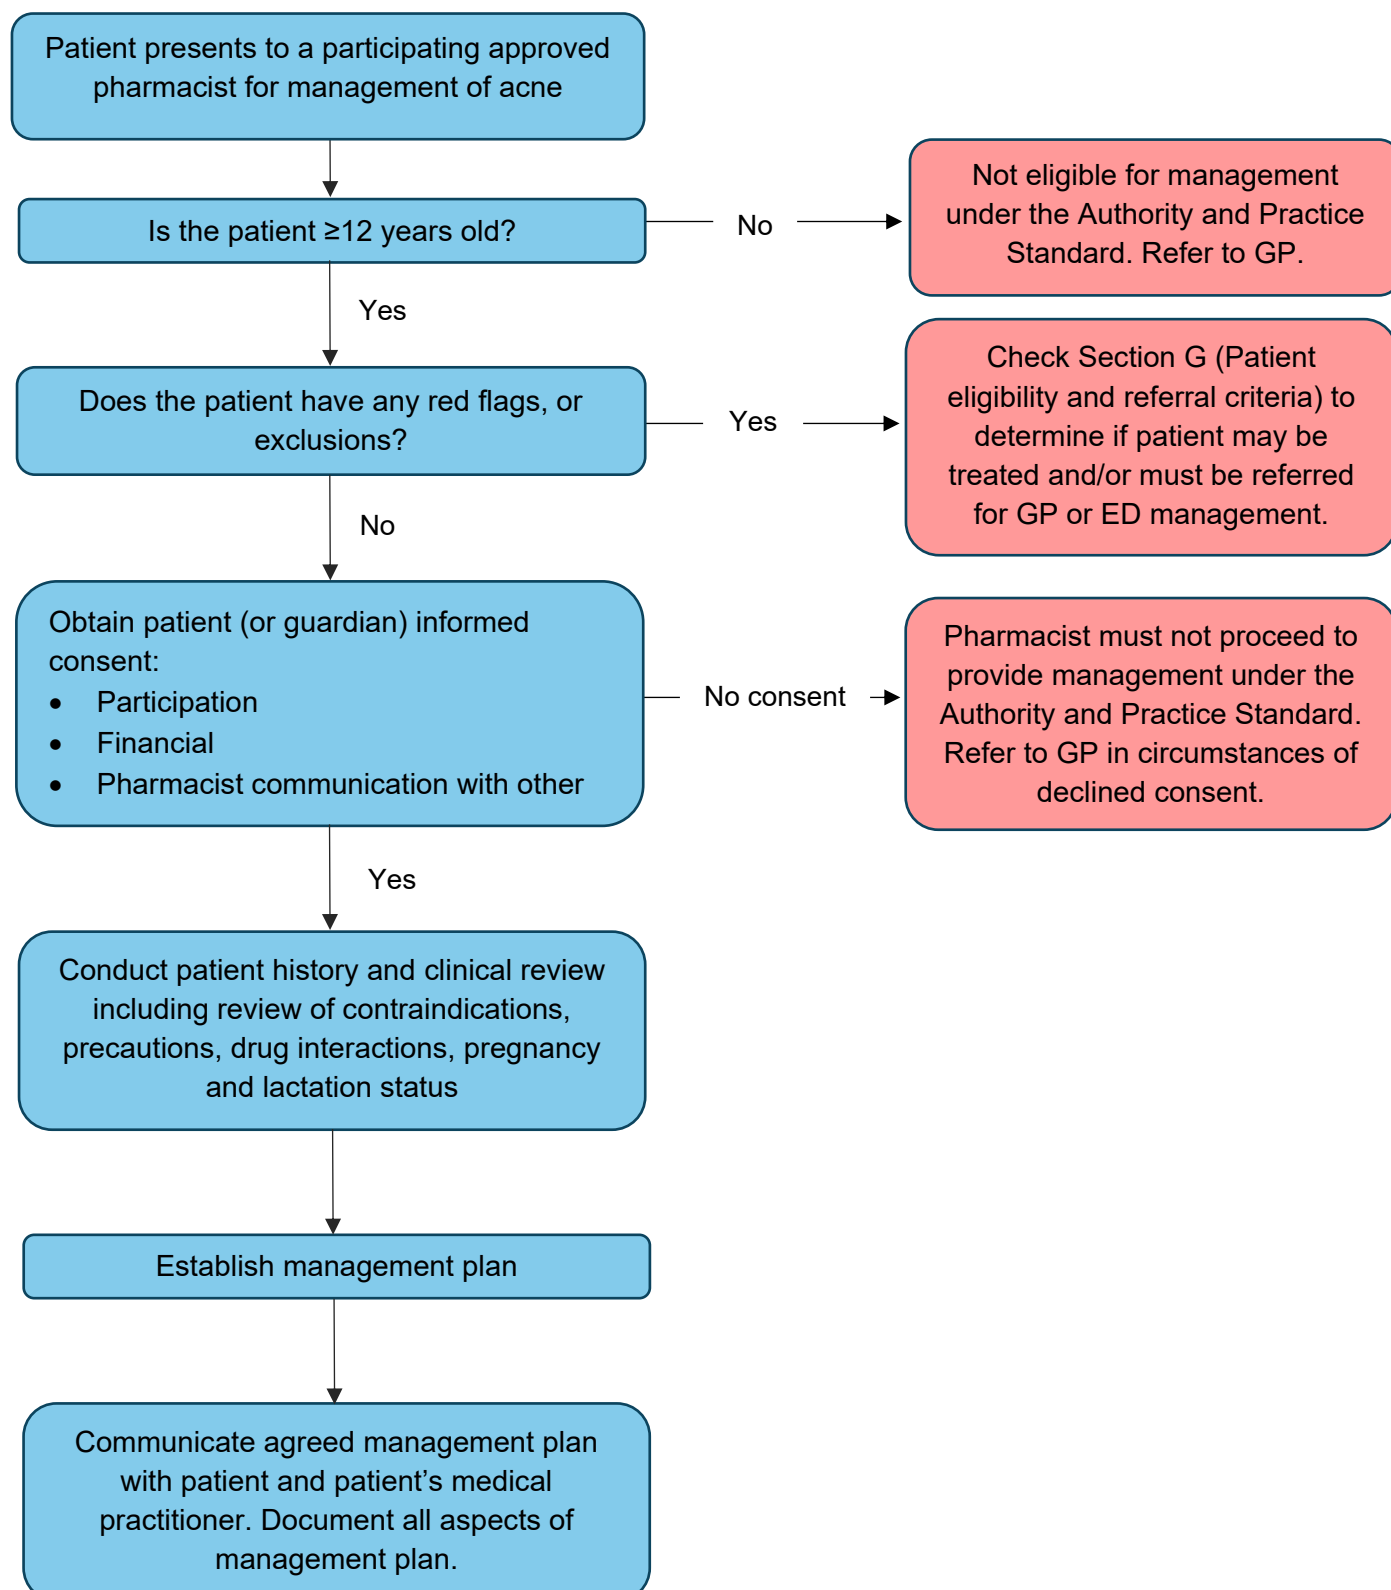 Patient presents to a participating approved
pharmacist for management of acne
Is the patient ≥12 years old?
No
Not eligible for management
under the Authority and Practice
Standard. Refer to GP.
Yes
Does the patient have any red flags, or
exclusions?
Yes
Check Section G (Patient
eligibility and referral criteria) to
determine if patient may be
treated and/or must be referred
for GP or ED management.
No
Obtain patient (or guardian) informed
consent:
• Participation
• Financial
• Pharmacist communication with other
No consent
Pharmacist must not proceed to
provide management under the
Authority and Practice Standard.
Refer to GP in circumstances of
declined consent.
Yes
Conduct patient history and clinical review
including review of contraindications,
precautions, drug interactions, pregnancy
and lactation status
Establish management plan
Communicate agreed management plan
with patient and patient’s medical
practitioner. Document all aspects of
management plan.